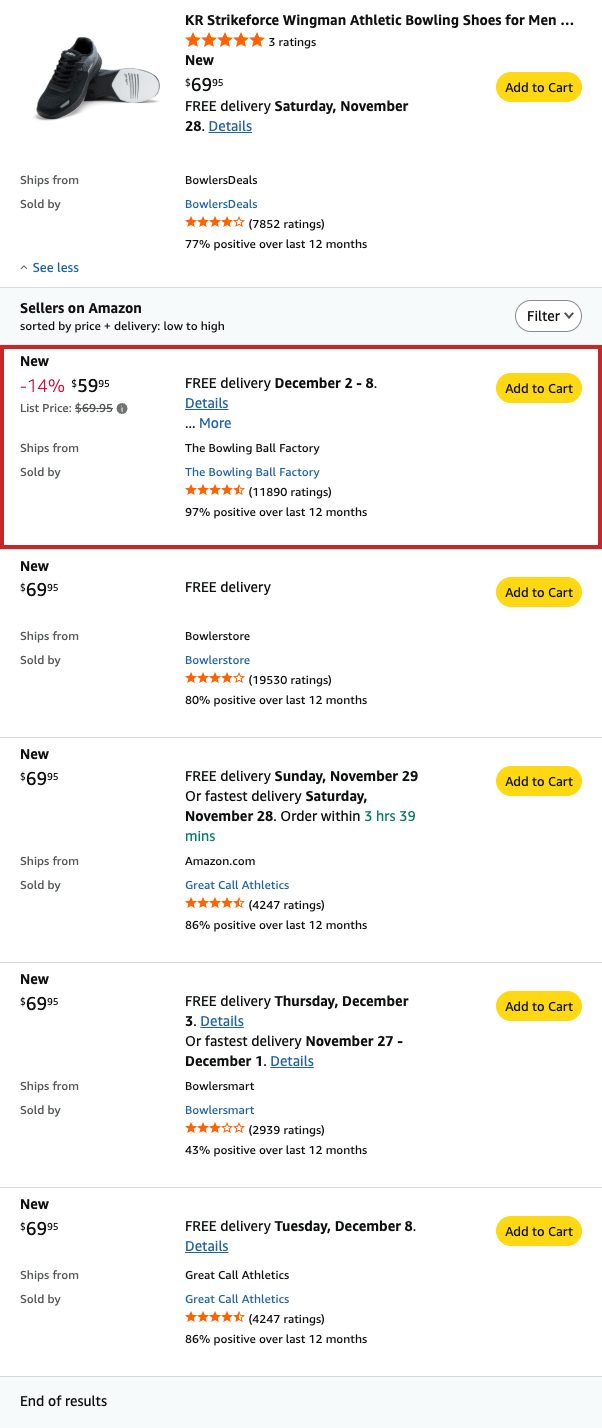 KR Strikeforce Wingman Athletic Bowling Shoes for Men ...
3 ratings
New
$69.95
FREE delivery Saturday, November
28. Details
Add to Cart
Ships from
BowlersDeals
Sold by
BowlersDeals
(7852 ratings)
77% positive over last 12 months
See less
Sellers on Amazon
sorted by price + delivery: low to high
Filter
New
-14% $59.95
List Price: $69.95
FREE delivery December 2 - 8.
Details
... More
Add to Cart
Ships from
The Bowling Ball Factory
Sold by
The Bowling Ball Factory
(11890 ratings)
97% positive over last 12 months
New
$69.95
FREE delivery
Add to Cart
Ships from
Bowlerstore
Sold by
Bowlerstore
(19530 ratings)
80% positive over last 12 months
New
$69.95
FREE delivery Sunday, November 29
Or fastest delivery Saturday,
November 28. Order within 3 hrs 39
mins
Add to Cart
Ships from
Amazon.com
Sold by
Great Call Athletics
(4247 ratings)
86% positive over last 12 months
New
$69.95
FREE delivery Thursday, December
3. Details
Or fastest delivery November 27 -
December 1. Details
Add to Cart
Ships from
Bowlersmart
Sold by
Bowlersmart
(2939 ratings)
43% positive over last 12 months
New
$69.95
FREE delivery Tuesday, December 8.
Details
Add to Cart
Ships from
Great Call Athletics
Sold by
Great Call Athletics
(4247 ratings)
86% positive over last 12 months
End of results